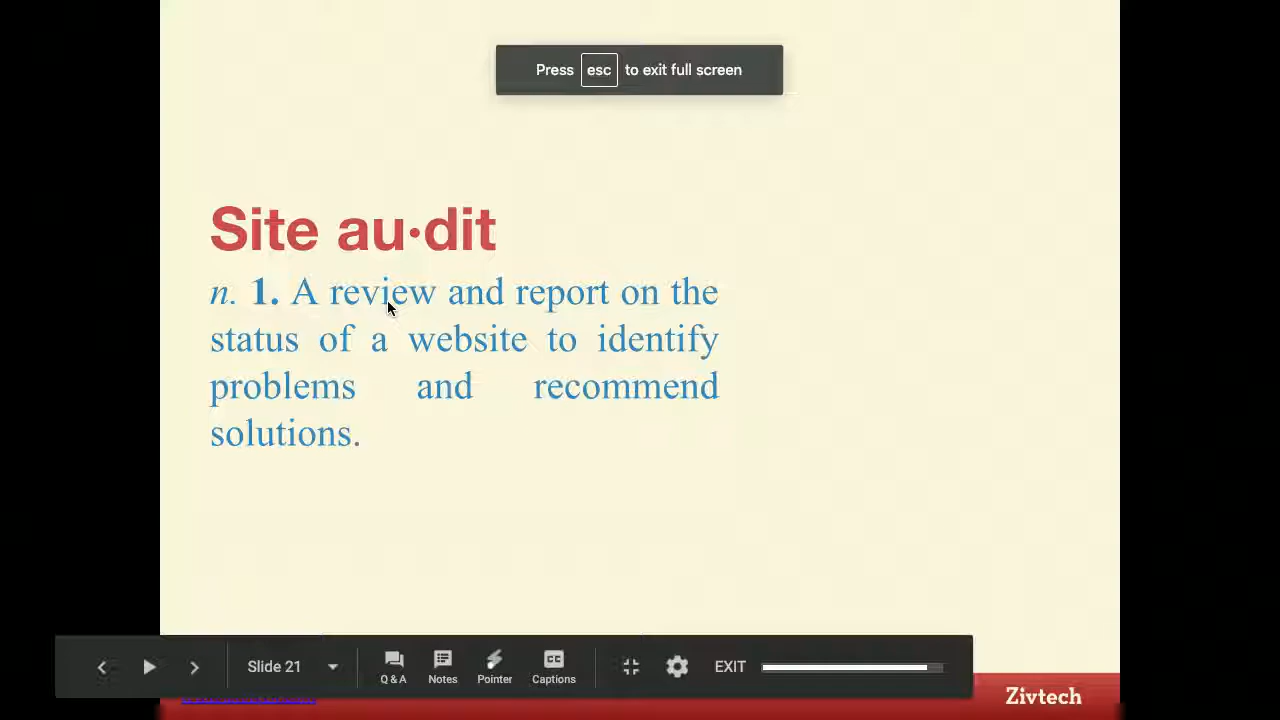 Press esc to exit full screen
Site au·dit
n. 1. A review and report on the
status of a website to identify
problems and recommend
solutions.
Slide 21
Q & A
Notes
Pointer
CC
Captions
EXIT
Zivtech